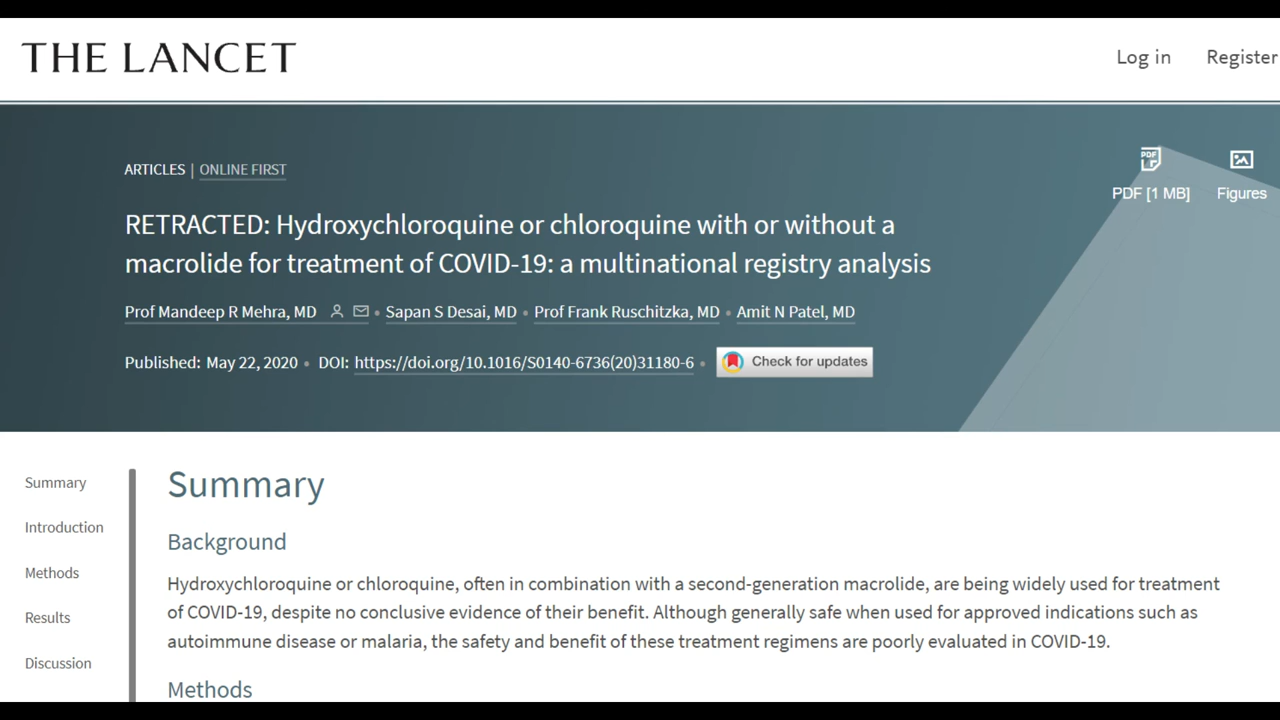 THE LANCET
Log in
Register
ARTICLES | ONLINE FIRST
PDF
PDF [1 MB]
Figures
RETRACTED: Hydroxychloroquine or chloroquine with or without a
macrolide for treatment of COVID-19: a multinational registry analysis
Prof Mandeep R Mehra, MD • Sapan S Desai, MD • Prof Frank Ruschitzka, MD • Amit N Patel, MD
Published: May 22, 2020 • DOI: https://doi.org/10.1016/S0140-6736(20)31180-6 • Check for updates
Summary
Introduction
Methods
Results
Discussion
Summary
Background
Hydroxychloroquine or chloroquine, often in combination with a second-generation macrolide, are being widely used for treatment
of COVID-19, despite no conclusive evidence of their benefit. Although generally safe when used for approved indications such as
autoimmune disease or malaria, the safety and benefit of these treatment regimens are poorly evaluated in COVID-19.
Methods